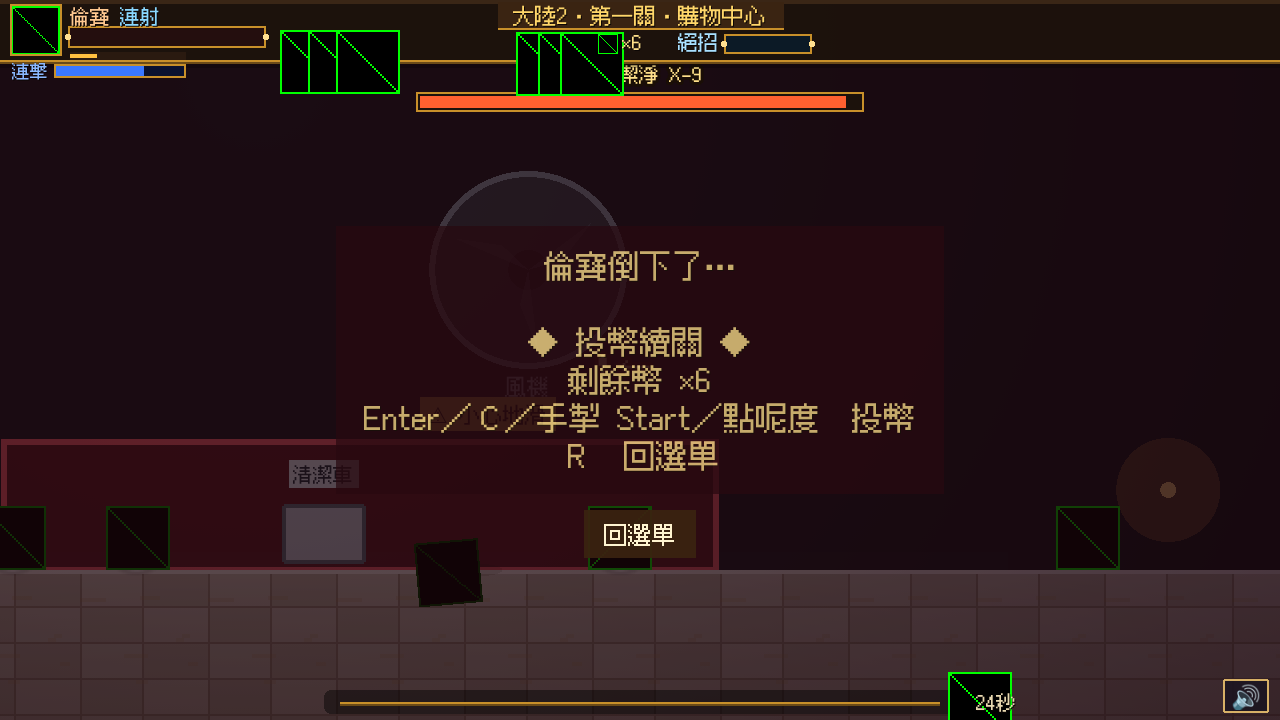 倫寶 連射
大陸2・第一關・購物中心
×6 絕招
連擊
潔淨 X-9
倫寶倒下了…
◆ 投幣續關 ◆
剩餘幣 ×6
Enter／C／手掣 Start／點呢度 投幣
R 回選單
風機
清潔車
回選單
24秒